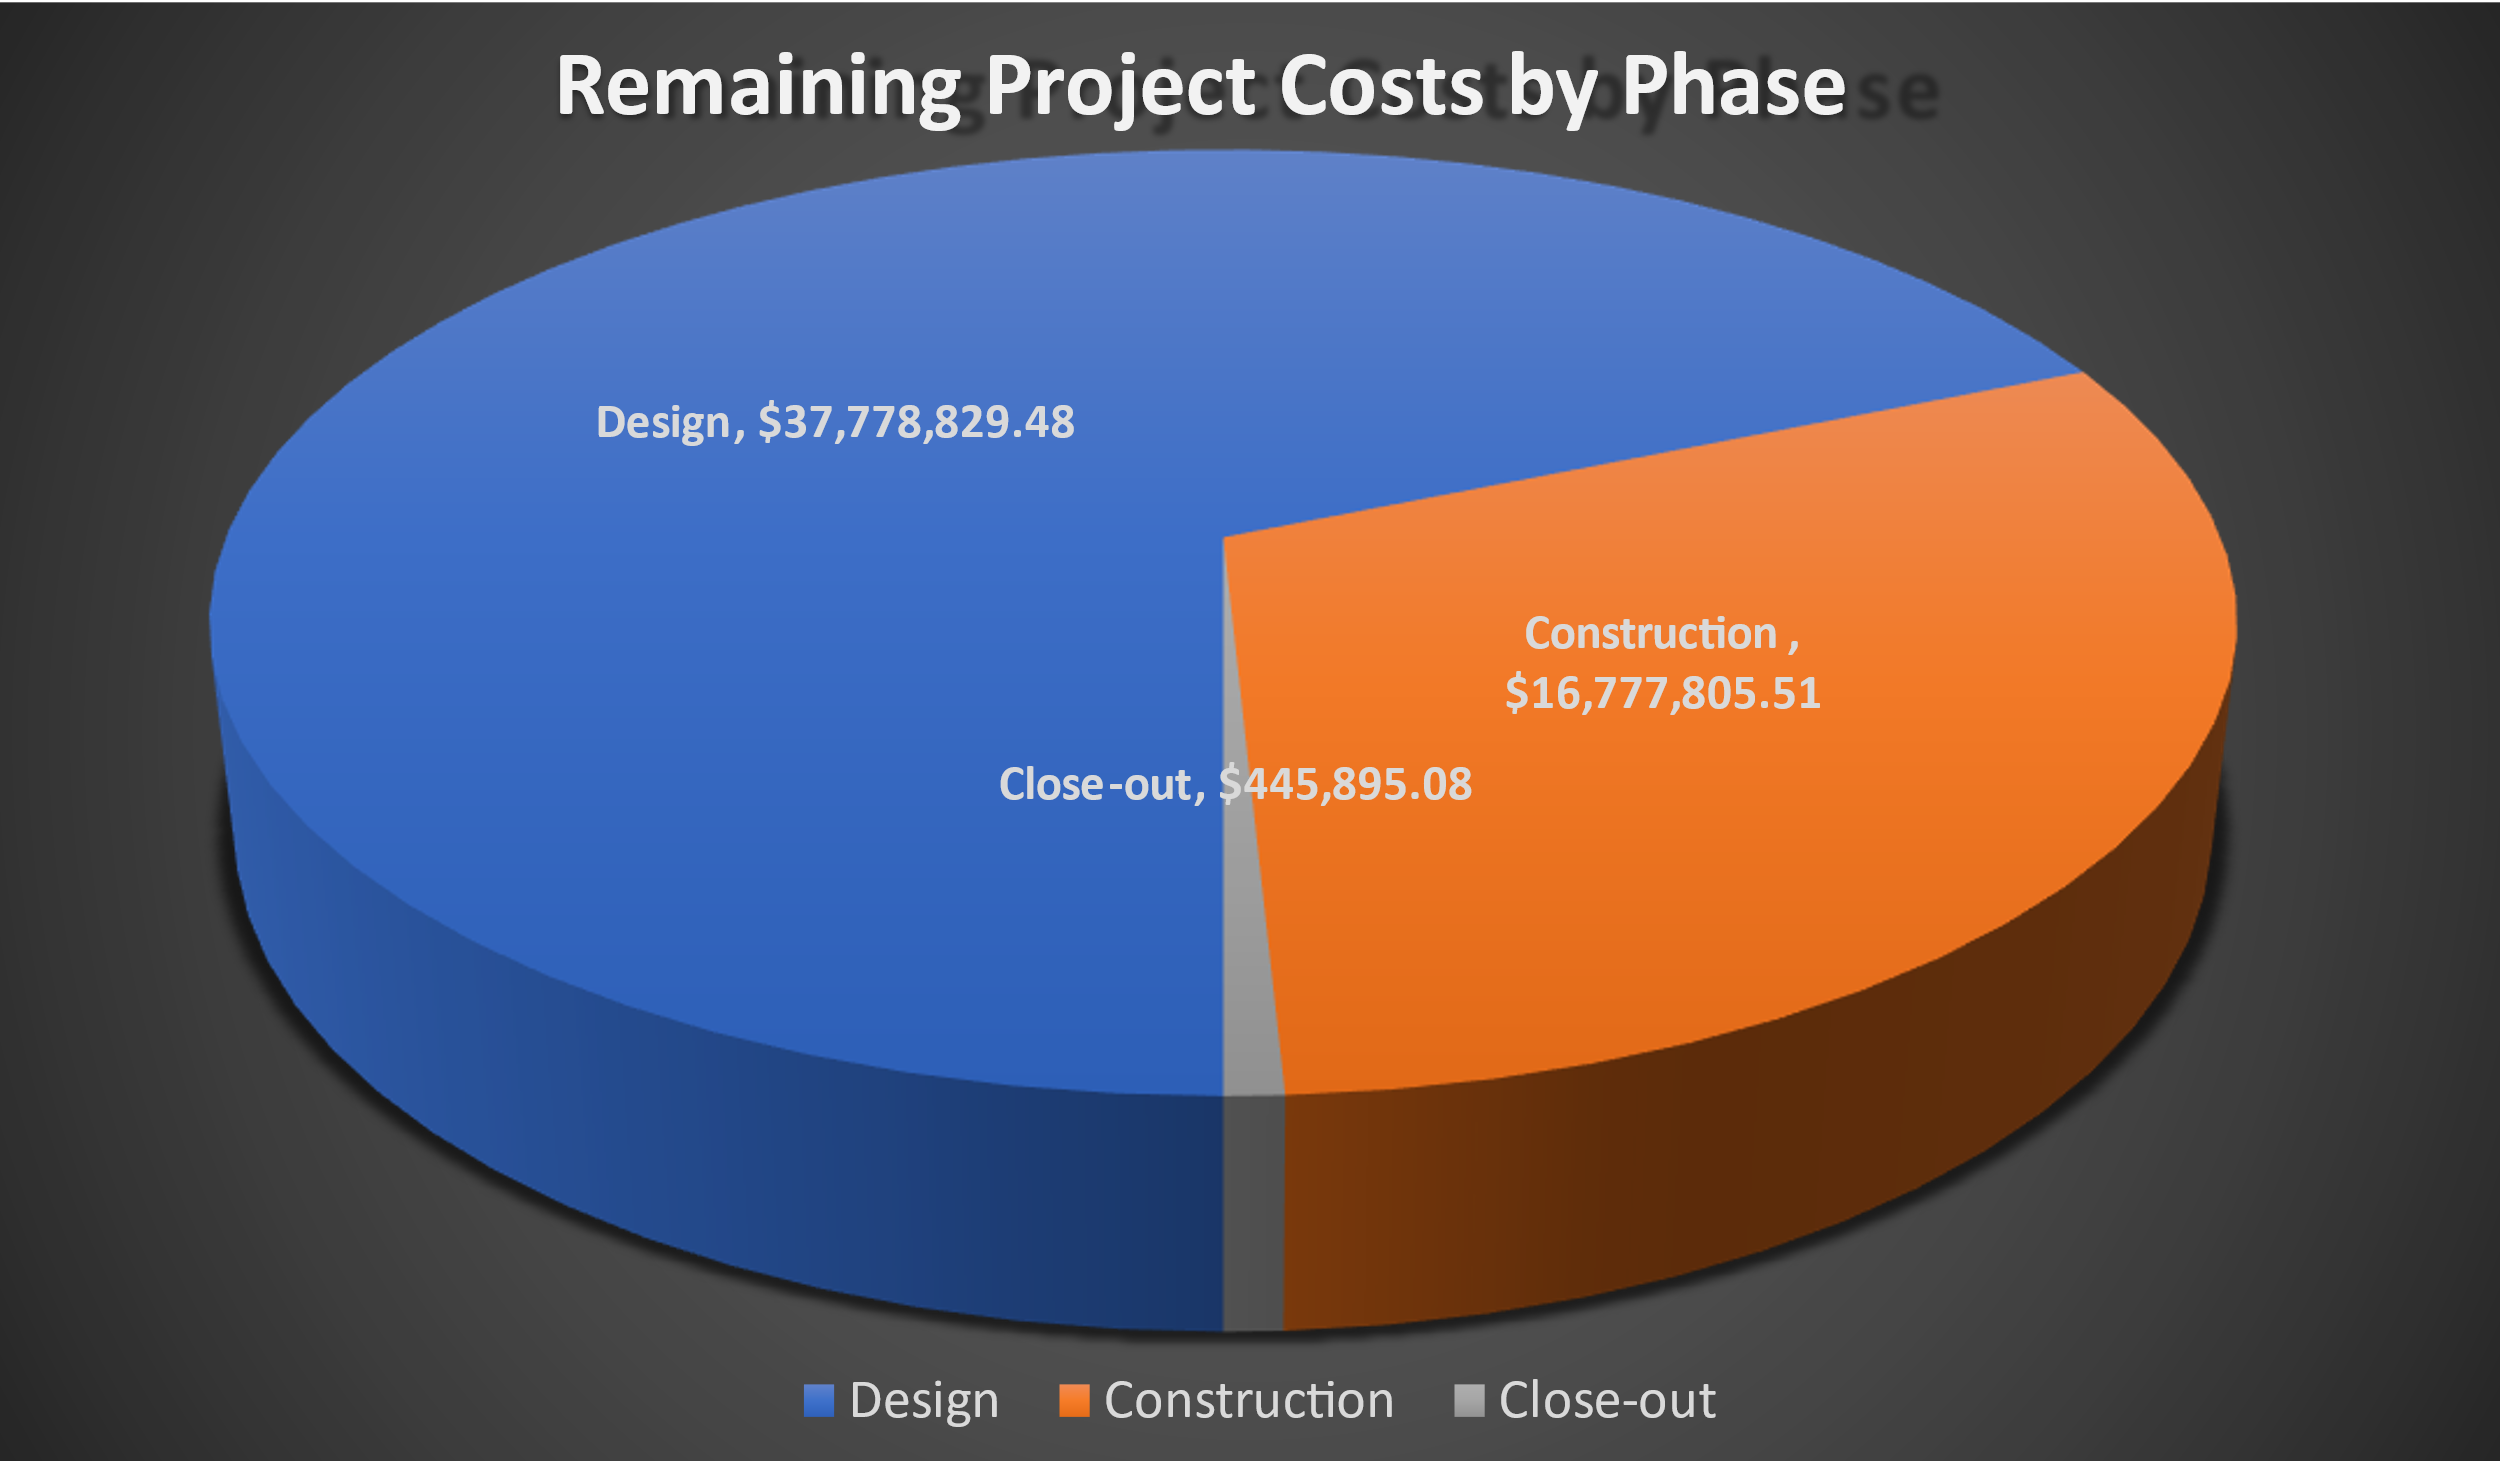 Remaining Project Costs by Phase
Design, $37,778,829.48
Construction ,
$16,777,805.51
Close-out, $445,895.08
Design
Construction
Close-out